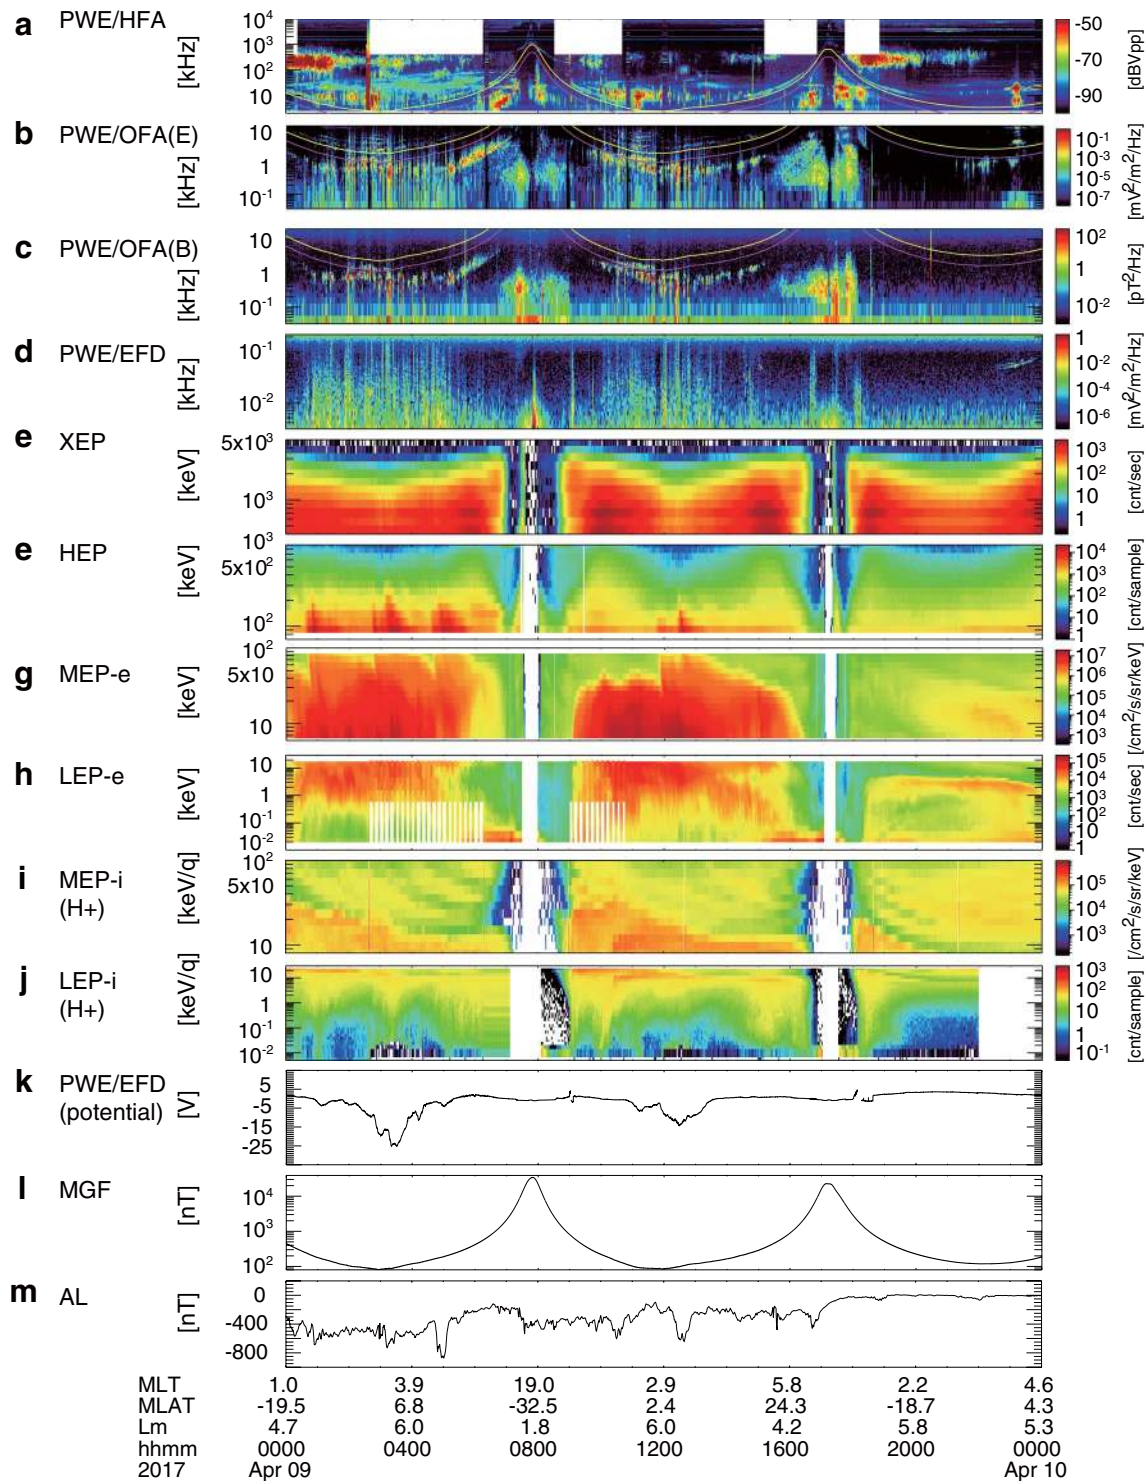 a PWE/HFA [kHz] 10^4 10^3 10^2 10 -50 -70 -90 [dBVpp]
b PWE/OFA(E) [kHz] 10 1 10^-1 10^-1 10^-3 10^-5 10^-7 [mV^2/m^2/Hz]
c PWE/OFA(B) [kHz] 10 1 10^-1 10^2 1 10^-2 [pT^2/Hz]
d PWE/EFD [kHz] 10^-1 10^-2 1 10^-2 10^-4 10^-6 [mV^2/m^2/Hz]
e XEP [keV] 5x10^3 10^3 10^3 10^2 10 1 [cnt/sec]
e HEP [keV] 10^3 5x10^2 10^2 10^4 10^3 10^2 10 1 [cnt/sample]
g MEP-e [keV] 10^2 5x10 10 10^7 10^6 10^5 10^4 10^3 [/cm^2/s/sr/keV]
h LEP-e [keV] 10 1 10^-1 10^-2 10^5 10^4 10^3 10^2 10 1 [cnt/sec]
i MEP-i (H+) [keV/q] 10^2 5x10 10 10^5 10^4 10^3 [/cm^2/s/sr/keV]
j LEP-i (H+) [keV/q] 10 1 10^-1 10^-2 10^3 10^2 10 1 10^-1 [cnt/sample]
k PWE/EFD (potential) [V] 5 -5 -15 -25
l MGF [nT] 10^4 10^3 10^2
m AL [nT] 0 -400 -800
MLT 1.0 3.9 19.0 2.9 5.8 2.2 4.6
MLAT -19.5 6.8 -32.5 2.4 24.3 -18.7 4.3
Lm 4.7 6.0 1.8 6.0 4.2 5.8 5.3
hhmm 0000 0400 0800 1200 1600 2000 0000
2017 Apr 09 Apr 10